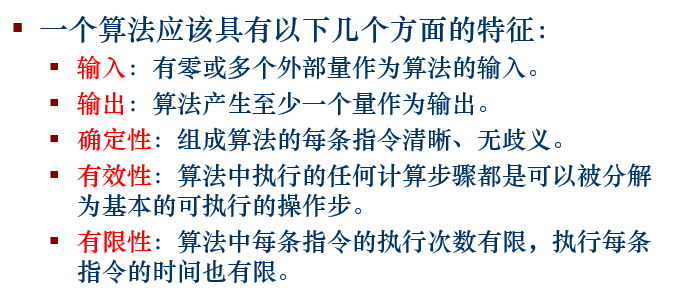 一个算法应该具有以下几个方面的特征：
输入：有零或多个外部量作为算法的输入。
输出：算法产生至少一个量作为输出。
确定性：组成算法的每条指令清晰、无歧义。
有效性：算法中执行的任何计算步骤都是可以被分解
为基本的可执行的操作步。
有限性：算法中每条指令的执行次数有限，执行每条
指令的时间也有限。